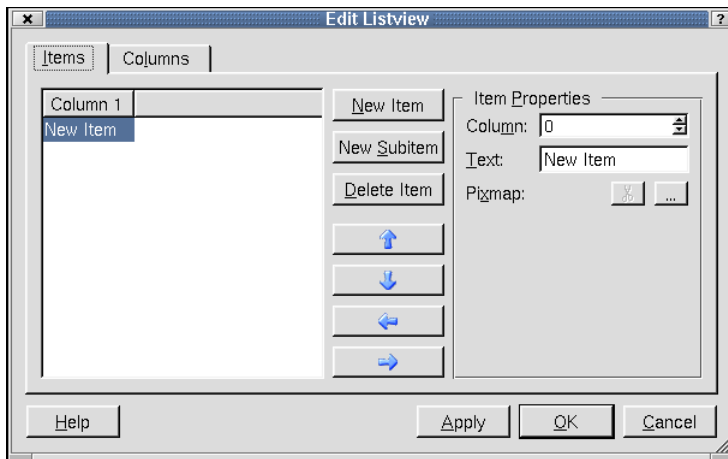 Edit Listview
?
Items Columns
Column 1
New Item
New Item
New Subitem
Delete Item
Item Properties
Column: 0
Text: New Item
Pixmap: ...
Help Apply OK Cancel